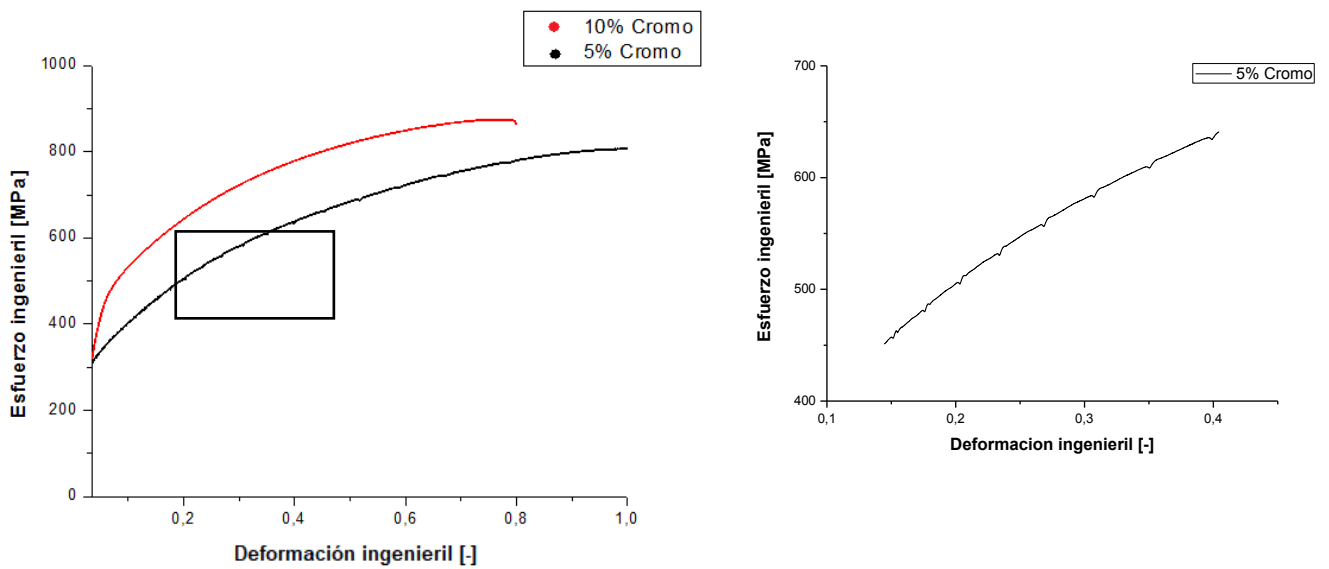 10% Cromo
5% Cromo
1000
800
600
400
200
0
0,2
0,4
0,6
0,8
1,0
Esfuerzo ingenieril [MPa]
Deformación ingenieril [-]
5% Cromo
700
600
500
400
0,1
0,2
0,3
0,4
Esfuerzo ingenieril [MPa]
Deformacion ingenieril [-]